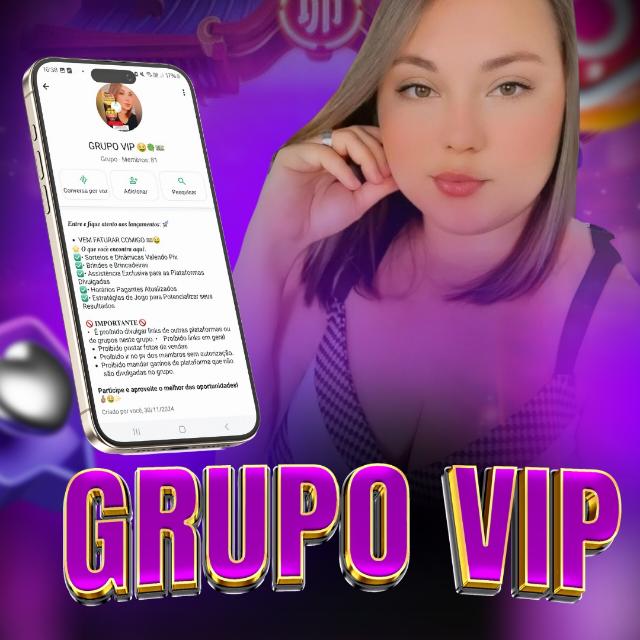 16:38
17%
GRUPO VIP 🤑🍀💵
Grupo · Membros: 81
Conversa por voz
Adicionar
Pesquisar
Entre e fique atento aos lançamentos: 🚀
• VEM FATURAR COMIGO 💵🤑
⭐ O que você encontra aqui.
✅• Sorteios e Dinâmicas Valendo Pix
✅• Brindes e Brincadeiras
✅• Assistência Exclusiva para as Plataformas
Divulgadas
✅• Horários Pagantes Atualizados
✅• Estratégias de Jogo para Potencializar seus
Resultados.
🚫 IMPORTANTE 🚫
• É proibido divulgar links de outras plataformas ou
de grupos neste grupo. • Proibido links em geral
• Proibido postar fotos de vendas
• Proibido ir no pv dos membros sem autorização.
• Proibido mandar ganhos de plataforma que não
são divulgadas no grupo.
Participe e aproveite o melhor das oportunidades!
💰🤑✨
Criado por você, 30/11/2024
GRUPO VIP